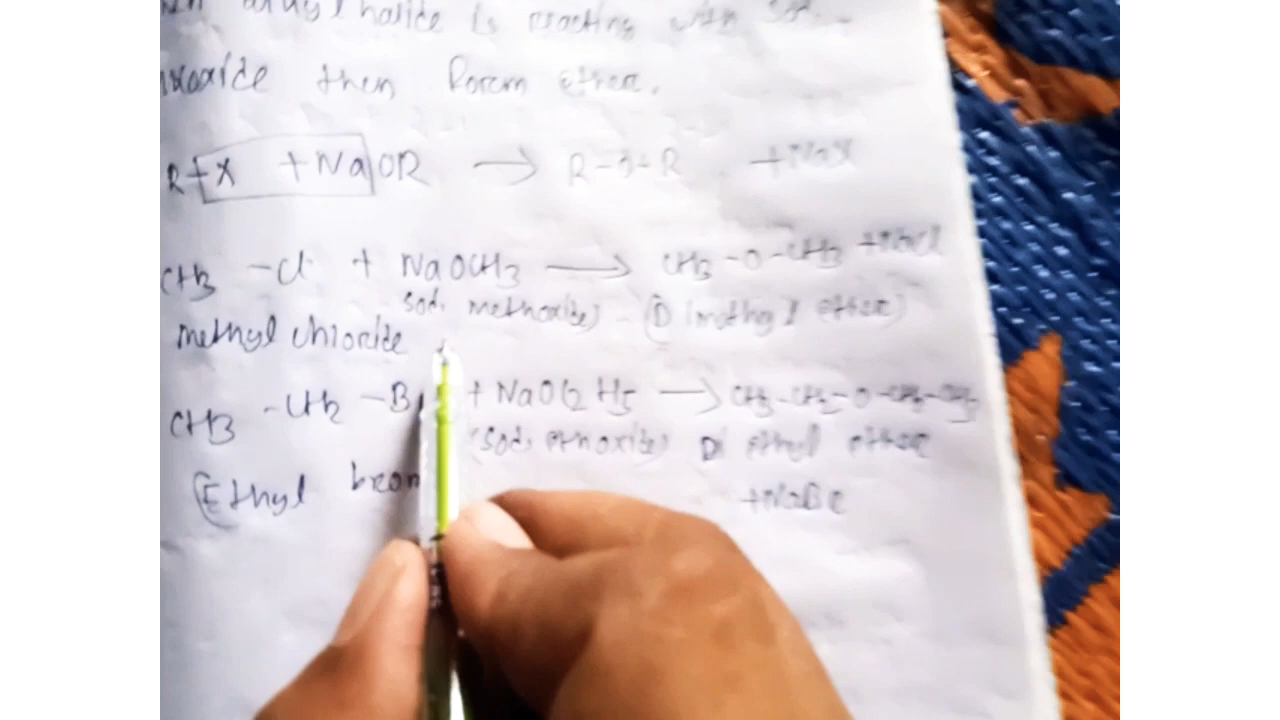 halide is reacting with sod.
then Form ether.
R-X + NaOR → R-O-R + NaX
CH3 -Cl + NaOCH3 → CH3-O-CH3 + NaCl
sod. methoxide) (Dimethyl ether)
methyl chloride
CH3 -CH2 -Br + NaOC2H5 → CH3-CH2-O-CH2-CH3
(Sod. ethoxide) Di ethyl ether
(Ethyl brom +NaBr